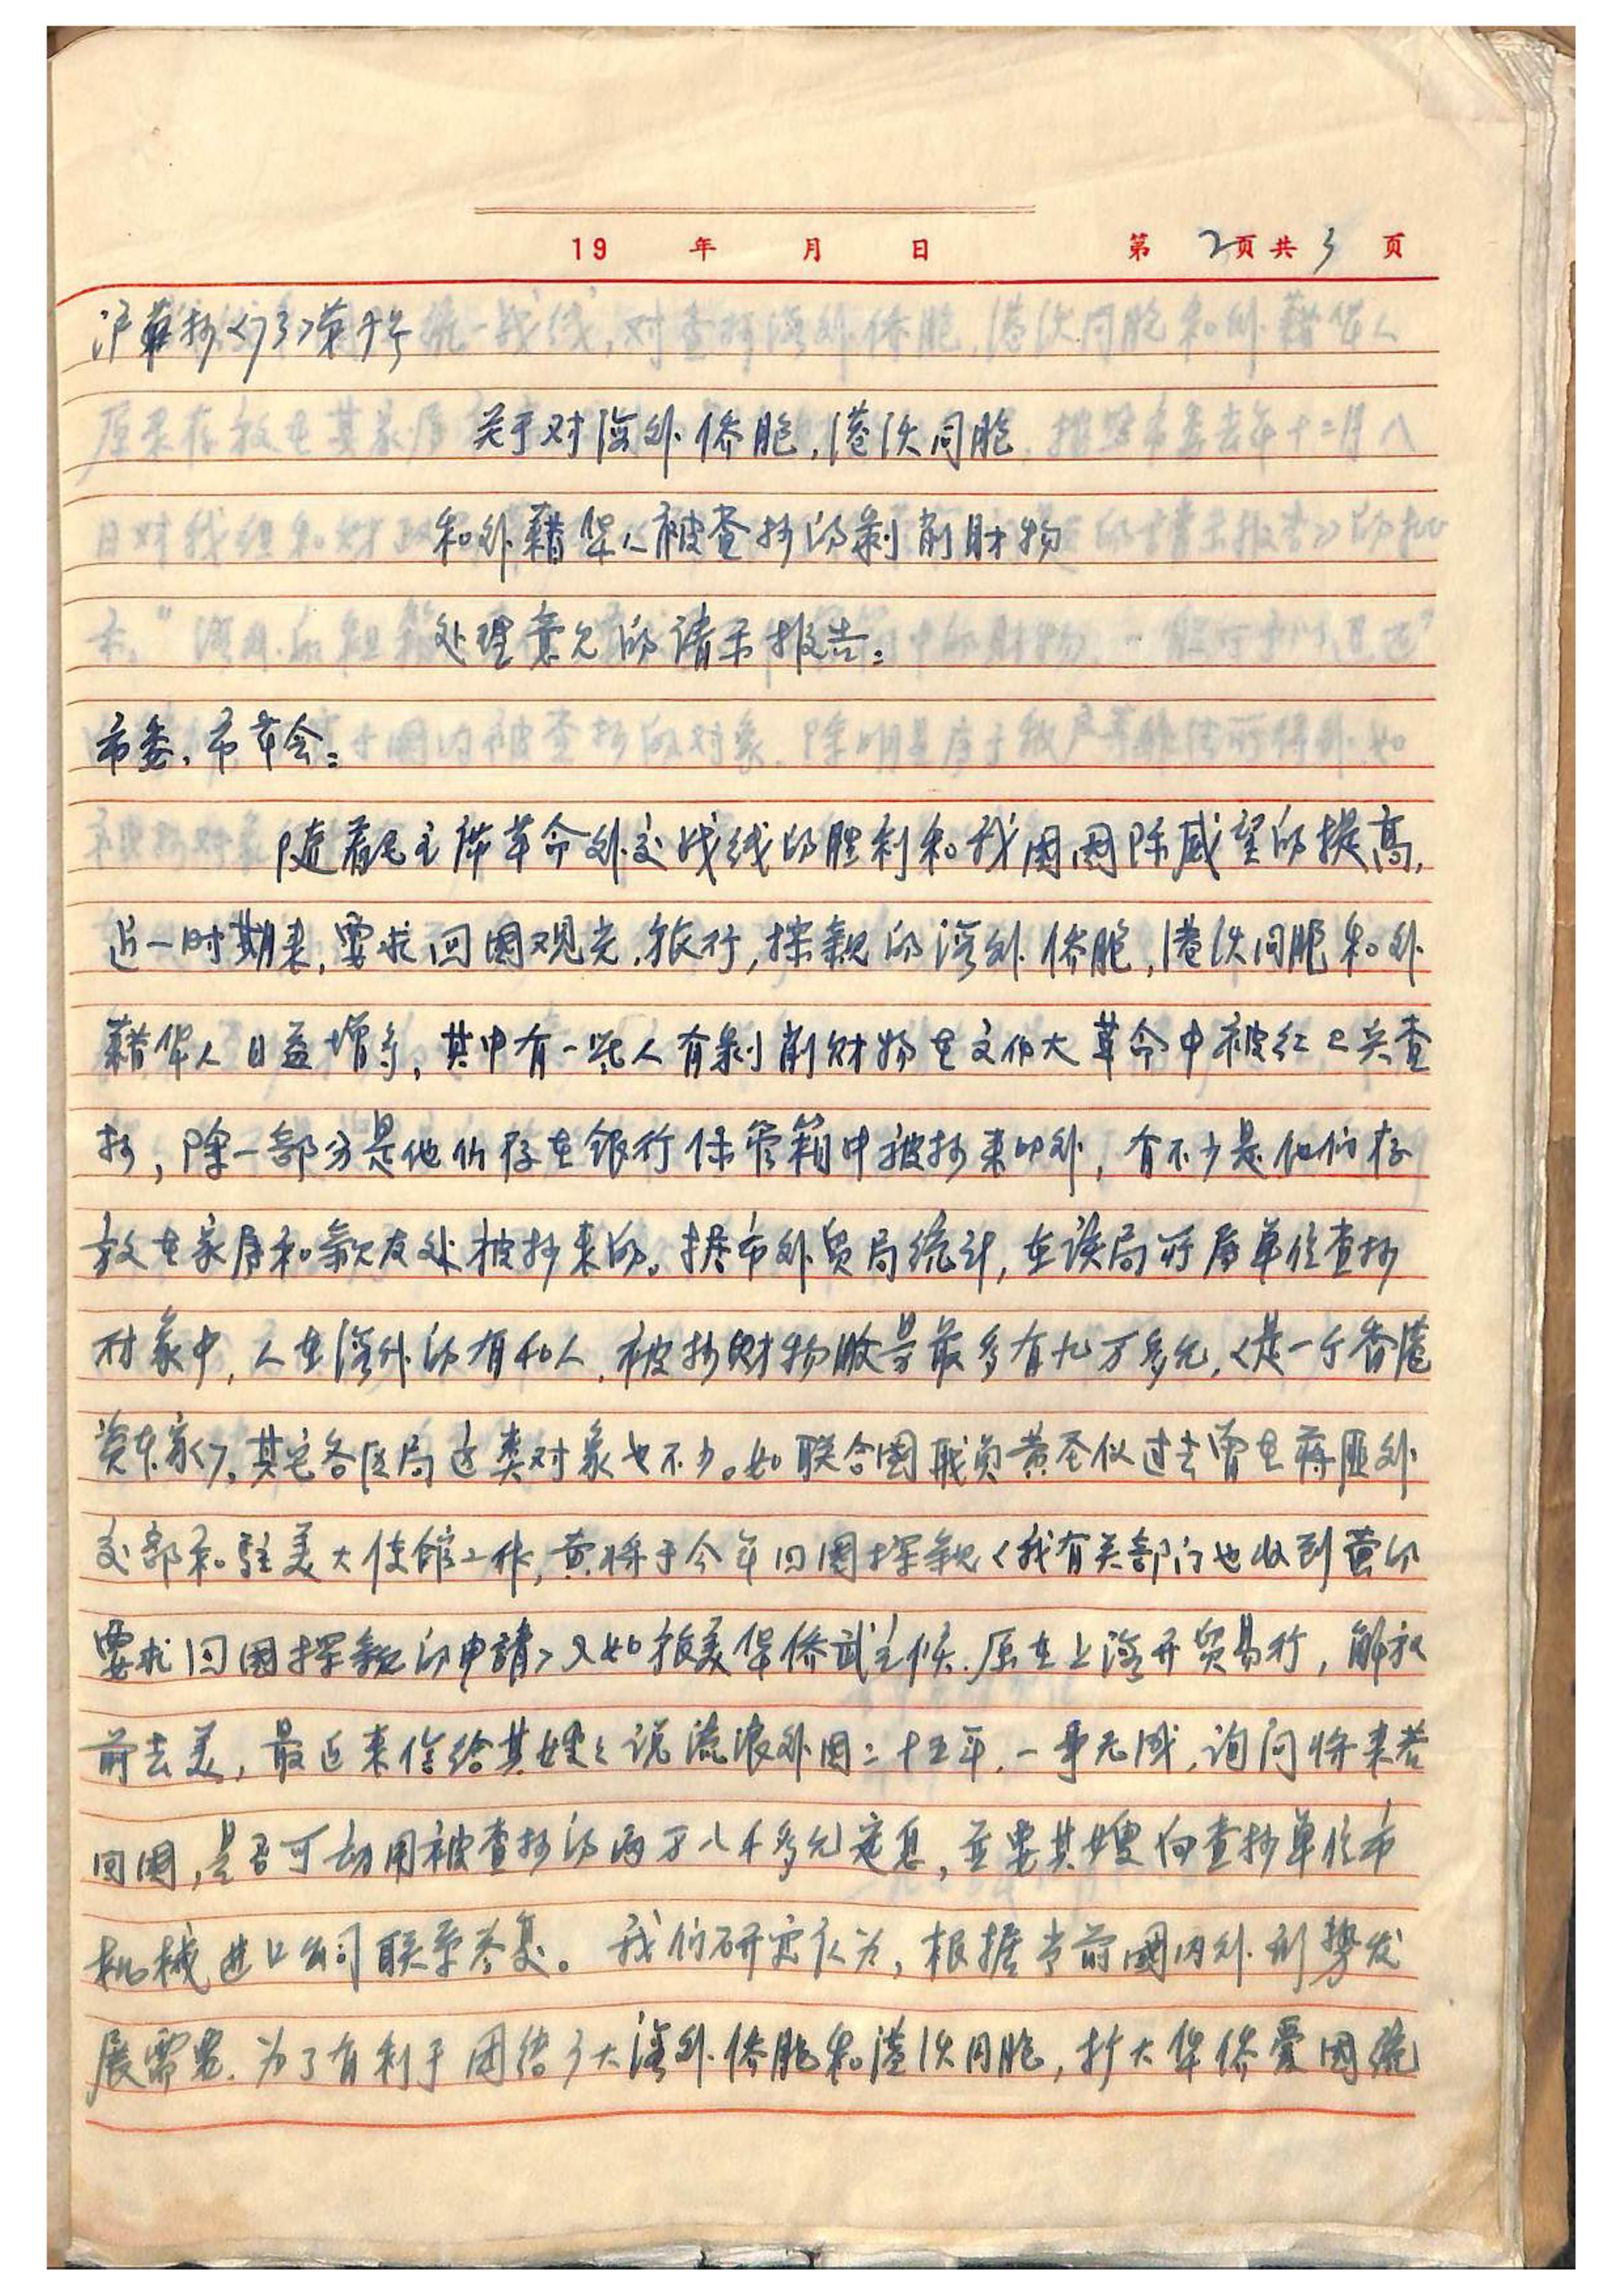 19 年 月 日 第 2 页 共 3 页
沪革抄〈73〉第 号
关于对海外侨胞,港澳同胞
和外籍华人被查抄的剥削财物
处理意见的请示报告:
市委、市革会:
随着毛主席革命外交战线的胜利和我国国际威望的提高,
近一时期来,要求回国观光、旅行,探亲的海外侨胞,港澳同胞和外
籍华人日益增多,其中有一些人有剥削财物在文化大革命中被红卫兵查
抄,除一部分是他们存在银行保管箱中被抄来的外,有不少是他们存
放在家属和亲友处被抄来的。据市外贸局统计,在该局所属单位查抄
对象中,人在海外的有40人,被抄财物数量最多有九万多元,〈是一个香港
资本家〉。其它各区局这类对象也不少。如联合国职员黄 仪过去曾在蒋匪外
交部和驻美大使馆工作,黄将于今年回国探亲〈我有关部门也收到黄的
要求回国探亲的申請〉又如旅美华侨武 侯.原在上海开贸易行,解放
前去美,最近来信给其嫂嫂说流浪外国二十五年,一事无成,询问将来若
回国,是否可动用被查抄的两万八千多元定息,並要其嫂向查抄单位市
机械进口公司联系答复。我们研究认为,根据当前國内外形势发
展需要.为了有利于团结广大海外侨胞和港澳同胞,扩大华侨爱国统